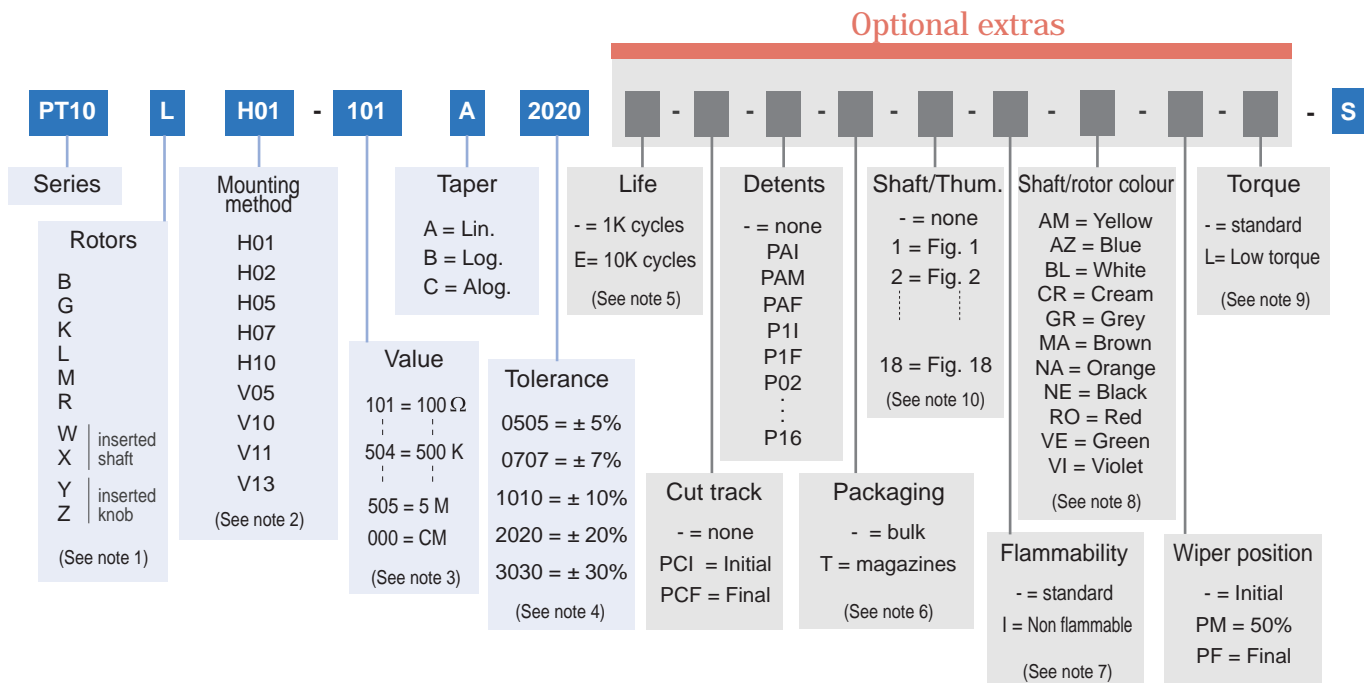 Optional extras
PT10 L H01 - 101 A 2020 - - - - - - - - - S
Series
Rotors
B
G
K
L
M
R
W
X
inserted
shaft
Y
Z
inserted
knob
(See note 1)
Mounting
method
H01
H02
H05
H07
H10
V05
V10
V11
V13
(See note 2)
Value
101 = 100 Ω
504 = 500 K
505 = 5 M
000 = CM
(See note 3)
Taper
A = Lin.
B = Log.
C = Alog.
Tolerance
0505 = ± 5%
0707 = ± 7%
1010 = ± 10%
2020 = ± 20%
3030 = ± 30%
(See note 4)
Life
- = 1K cycles
E= 10K cycles
(See note 5)
Cut track
- = none
PCI = Initial
PCF = Final
Detents
- = none
PAI
PAM
PAF
P1I
P1F
P02
:
:
P16
Packaging
- = bulk
T = magazines
(See note 6)
Shaft/Thum.
- = none
1 = Fig. 1
2 = Fig. 2
18 = Fig. 18
(See note 10)
Flammability
- = standard
I = Non flammable
(See note 7)
Shaft/rotor colour
AM = Yellow
AZ = Blue
BL = White
CR = Cream
GR = Grey
MA = Brown
NA = Orange
NE = Black
RO = Red
VE = Green
VI = Violet
(See note 8)
Wiper position
- = Initial
PM = 50%
PF = Final
Torque
- = standard
L= Low torque
(See note 9)